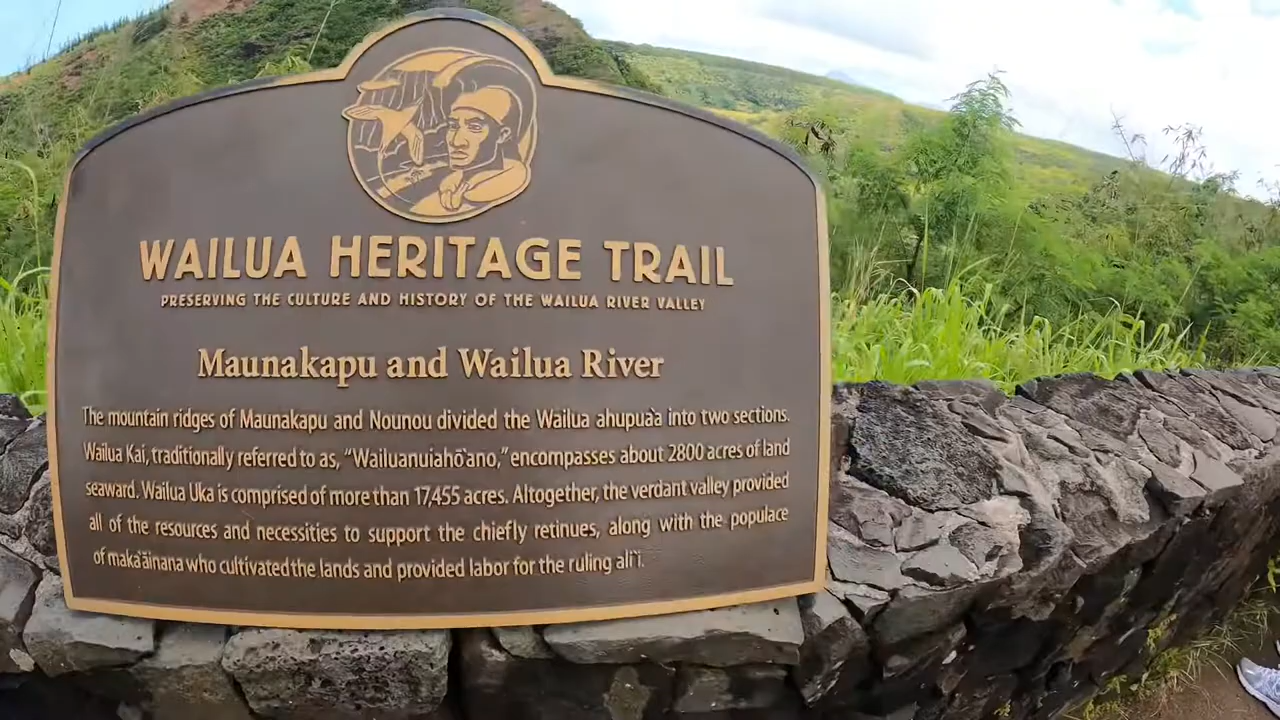 WAILUA HERITAGE TRAIL
PRESERVING THE CULTURE AND HISTORY OF THE WAILUA RIVER VALLEY
Maunakapu and Wailua River
The mountain ridges of Maunakapu and Nounou divided the Wailua ahupua`a into two sections.
Wailua Kai, traditionally referred to as, “Wailuanuiahō`ano,” encompasses about 2800 acres of land
seaward. Wailua Uka is comprised of more than 17,455 acres. Altogether, the verdant valley provided
all of the resources and necessities to support the chiefly retinues, along with the populace
of maka`āinana who cultivated the lands and provided labor for the ruling ali`i.